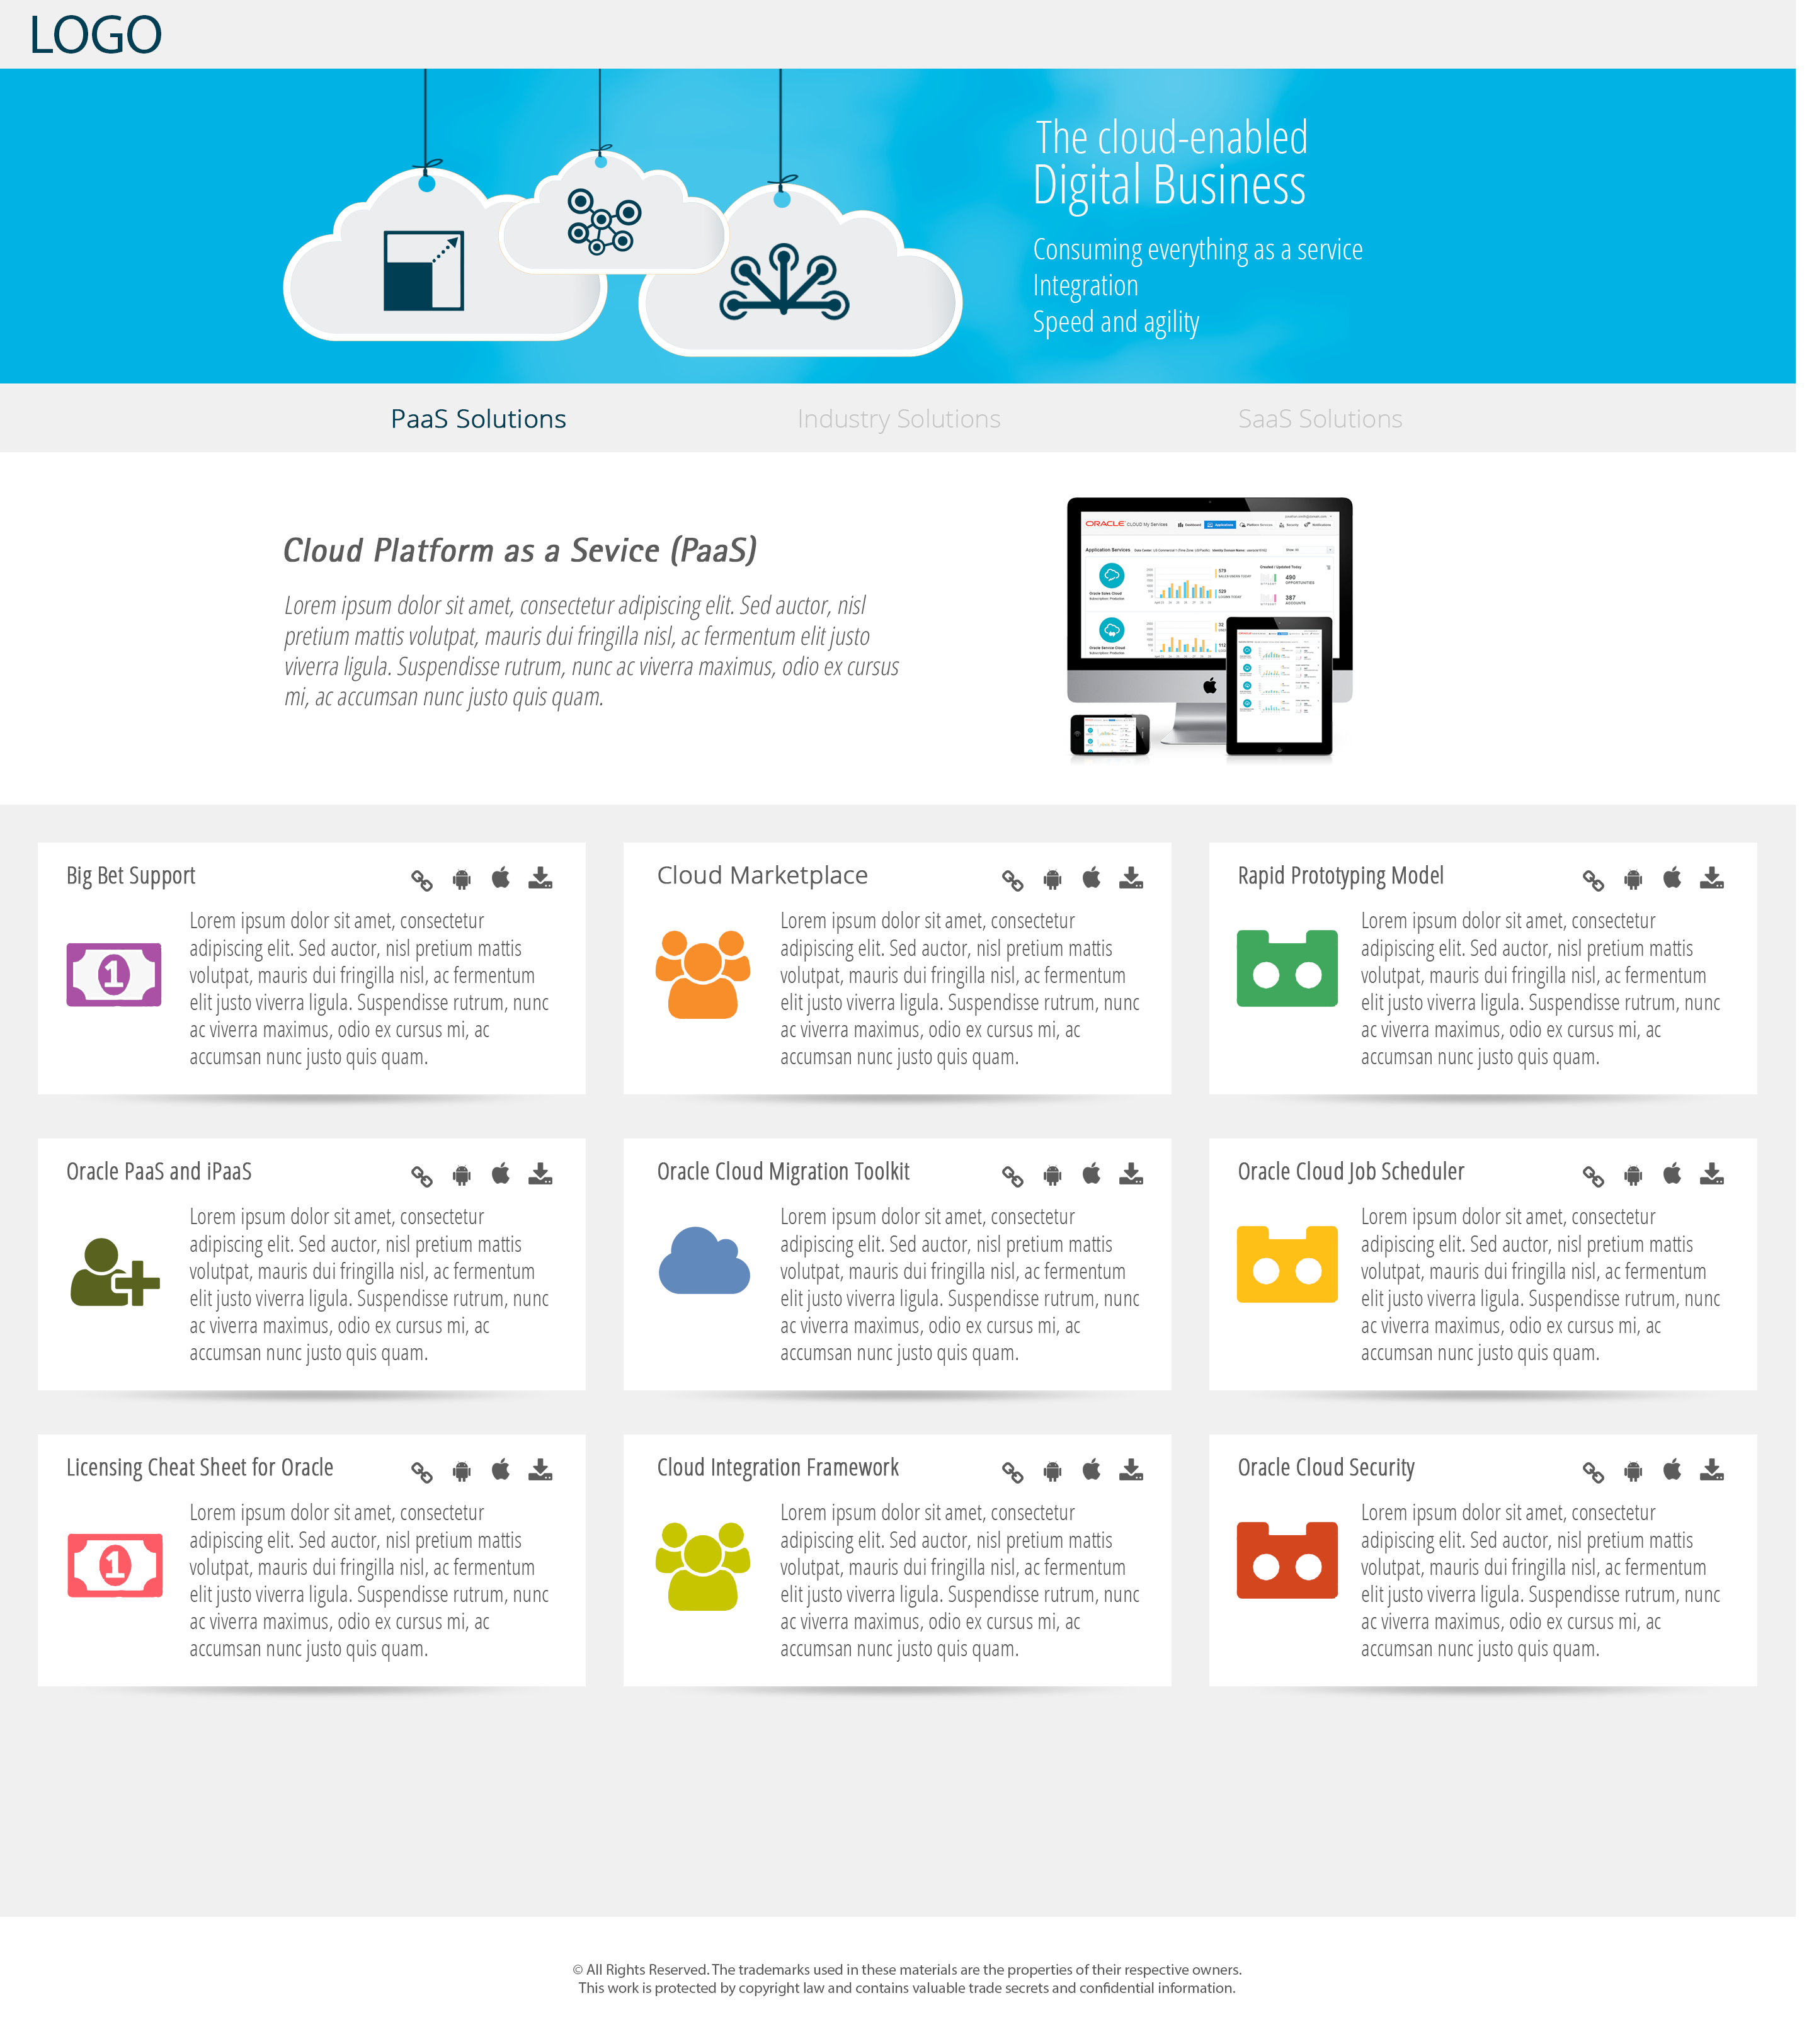 LOGO
The cloud-enabled
Digital Business
Consuming everything as a service
Integration
Speed and agility
PaaS Solutions
Industry Solutions
SaaS Solutions
Cloud Platform as a Sevice (PaaS)
Lorem ipsum dolor sit amet, consectetur adipiscing elit. Sed auctor, nisl
pretium mattis volutpat, mauris dui fringilla nisl, ac fermentum elit justo
viverra ligula. Suspendisse rutrum, nunc ac viverra maximus, odio ex cursus
mi, ac accumsan nunc justo quis quam.
ORACLE CLOUD My Services
Dashboard
Applications
Platform Services
Security
Notifications
Application Services
Oracle Sales Cloud
579
529
490
OPPORTUNITIES
387
ACCOUNTS
Oracle Service Cloud
Big Bet Support
Lorem ipsum dolor sit amet, consectetur
adipiscing elit. Sed auctor, nisl pretium mattis
volutpat, mauris dui fringilla nisl, ac fermentum
elit justo viverra ligula. Suspendisse rutrum, nunc
ac viverra maximus, odio ex cursus mi, ac
accumsan nunc justo quis quam.
1
Cloud Marketplace
Lorem ipsum dolor sit amet, consectetur
adipiscing elit. Sed auctor, nisl pretium mattis
volutpat, mauris dui fringilla nisl, ac fermentum
elit justo viverra ligula. Suspendisse rutrum, nunc
ac viverra maximus, odio ex cursus mi, ac
accumsan nunc justo quis quam.
Rapid Prototyping Model
Lorem ipsum dolor sit amet, consectetur
adipiscing elit. Sed auctor, nisl pretium mattis
volutpat, mauris dui fringilla nisl, ac fermentum
elit justo viverra ligula. Suspendisse rutrum, nunc
ac viverra maximus, odio ex cursus mi, ac
accumsan nunc justo quis quam.
Oracle PaaS and iPaaS
Lorem ipsum dolor sit amet, consectetur
adipiscing elit. Sed auctor, nisl pretium mattis
volutpat, mauris dui fringilla nisl, ac fermentum
elit justo viverra ligula. Suspendisse rutrum, nunc
ac viverra maximus, odio ex cursus mi, ac
accumsan nunc justo quis quam.
Oracle Cloud Migration Toolkit
Lorem ipsum dolor sit amet, consectetur
adipiscing elit. Sed auctor, nisl pretium mattis
volutpat, mauris dui fringilla nisl, ac fermentum
elit justo viverra ligula. Suspendisse rutrum, nunc
ac viverra maximus, odio ex cursus mi, ac
accumsan nunc justo quis quam.
Oracle Cloud Job Scheduler
Lorem ipsum dolor sit amet, consectetur
adipiscing elit. Sed auctor, nisl pretium mattis
volutpat, mauris dui fringilla nisl, ac fermentum
elit justo viverra ligula. Suspendisse rutrum, nunc
ac viverra maximus, odio ex cursus mi, ac
accumsan nunc justo quis quam.
Licensing Cheat Sheet for Oracle
Lorem ipsum dolor sit amet, consectetur
adipiscing elit. Sed auctor, nisl pretium mattis
volutpat, mauris dui fringilla nisl, ac fermentum
elit justo viverra ligula. Suspendisse rutrum, nunc
ac viverra maximus, odio ex cursus mi, ac
accumsan nunc justo quis quam.
1
Cloud Integration Framework
Lorem ipsum dolor sit amet, consectetur
adipiscing elit. Sed auctor, nisl pretium mattis
volutpat, mauris dui fringilla nisl, ac fermentum
elit justo viverra ligula. Suspendisse rutrum, nunc
ac viverra maximus, odio ex cursus mi, ac
accumsan nunc justo quis quam.
Oracle Cloud Security
Lorem ipsum dolor sit amet, consectetur
adipiscing elit. Sed auctor, nisl pretium mattis
volutpat, mauris dui fringilla nisl, ac fermentum
elit justo viverra ligula. Suspendisse rutrum, nunc
ac viverra maximus, odio ex cursus mi, ac
accumsan nunc justo quis quam.
© All Rights Reserved. The trademarks used in these materials are the properties of their respective owners.
This work is protected by copyright law and contains valuable trade secrets and confidential information.